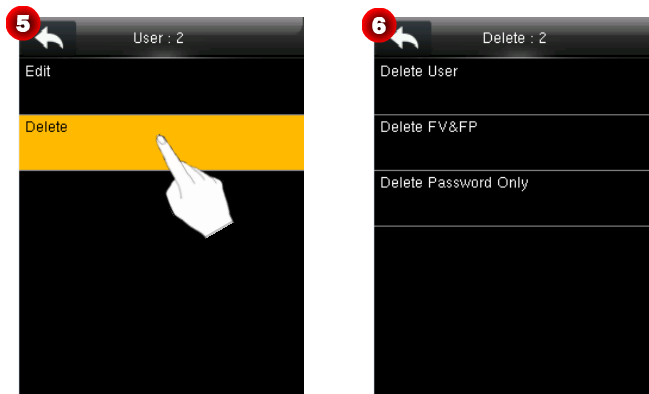 5
User : 2
Edit
Delete
6
Delete : 2
Delete User
Delete FV&FP
Delete Password Only